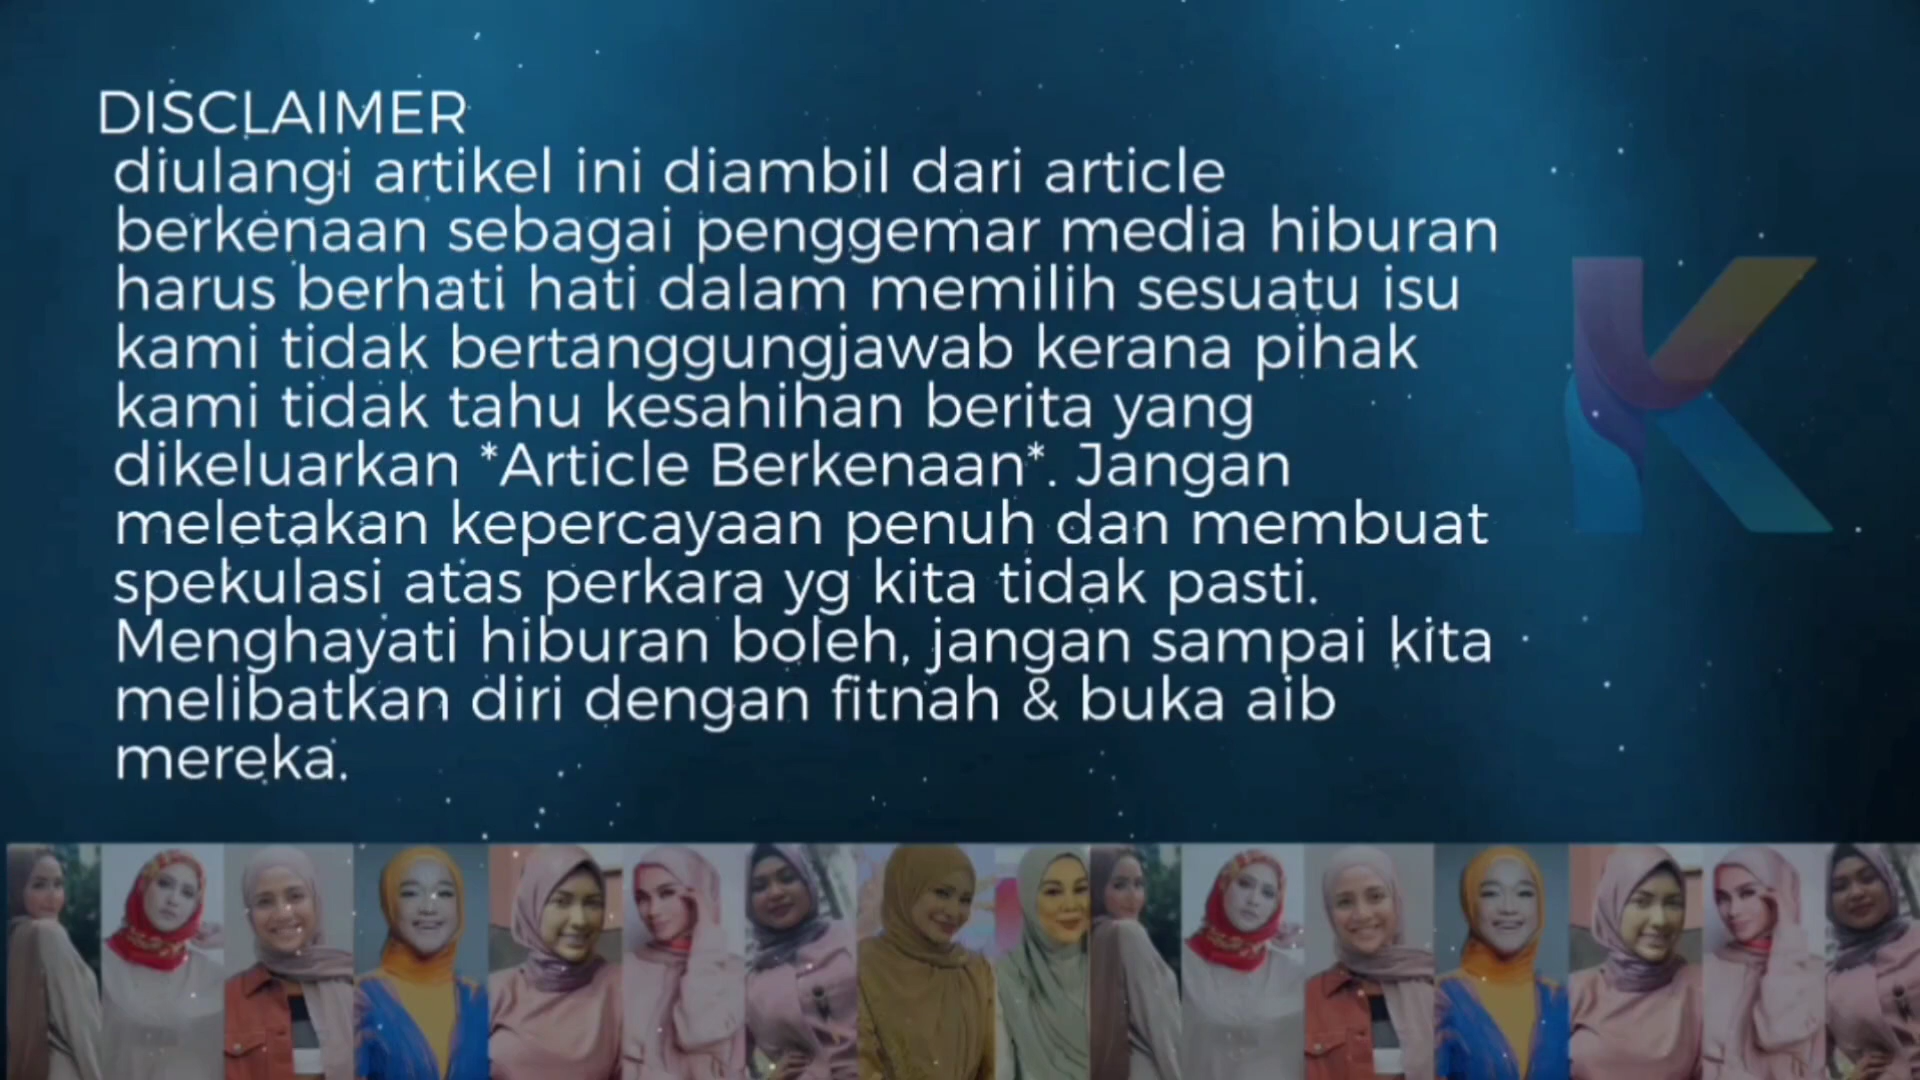 DISCLAIMER
diulangi artikel ini diambil dari article
berkenaan sebagai penggemar media hiburan
harus berhati hati dalam memilih sesuatu isu
kami tidak bertanggungjawab kerana pihak
kami tidak tahu kesahihan berita yang
dikeluarkan *Article Berkenaan*. Jangan
meletakan kepercayaan penuh dan membuat
spekulasi atas perkara yg kita tidak pasti.
Menghayati hiburan boleh, jangan sampai kita
melibatkan diri dengan fitnah & buka aib
mereka.
K